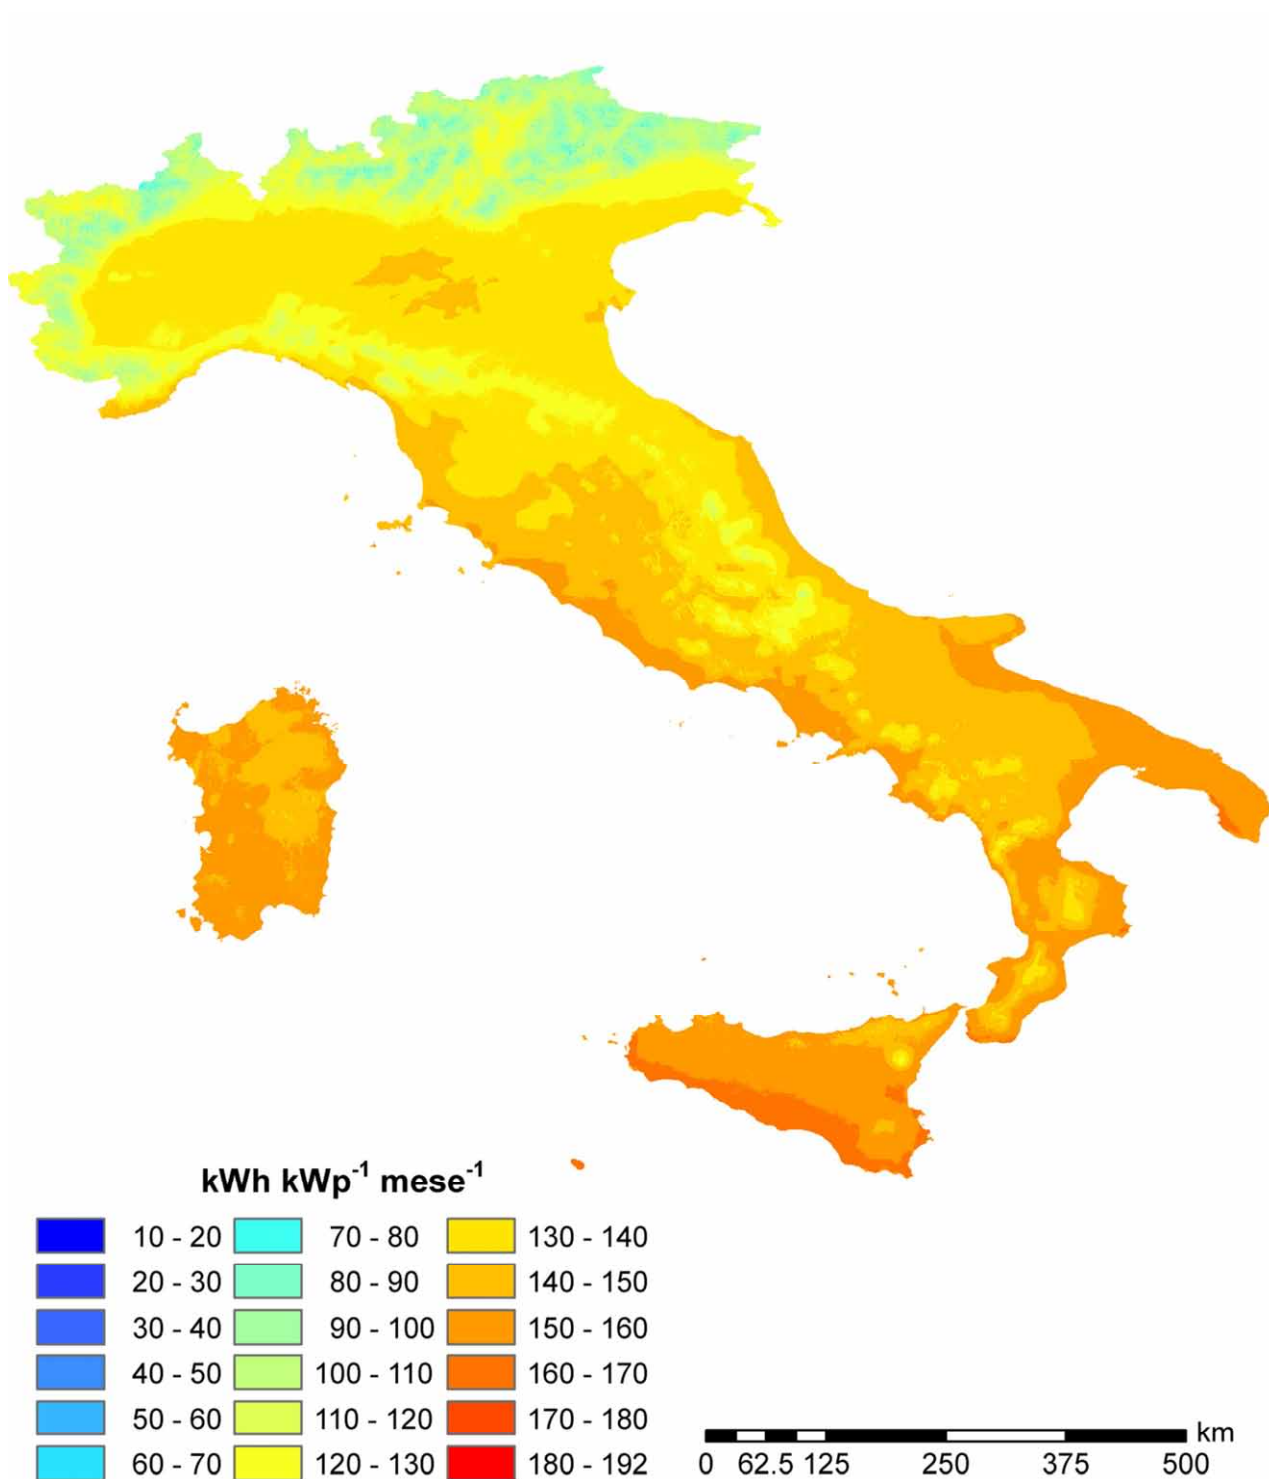 kWh kWp-1 mese-1
10 - 20 70 - 80 130 - 140
20 - 30 80 - 90 140 - 150
30 - 40 90 - 100 150 - 160
40 - 50 100 - 110 160 - 170
50 - 60 110 - 120 170 - 180
60 - 70 120 - 130 180 - 192
km
0 62.5 125 250 375 500